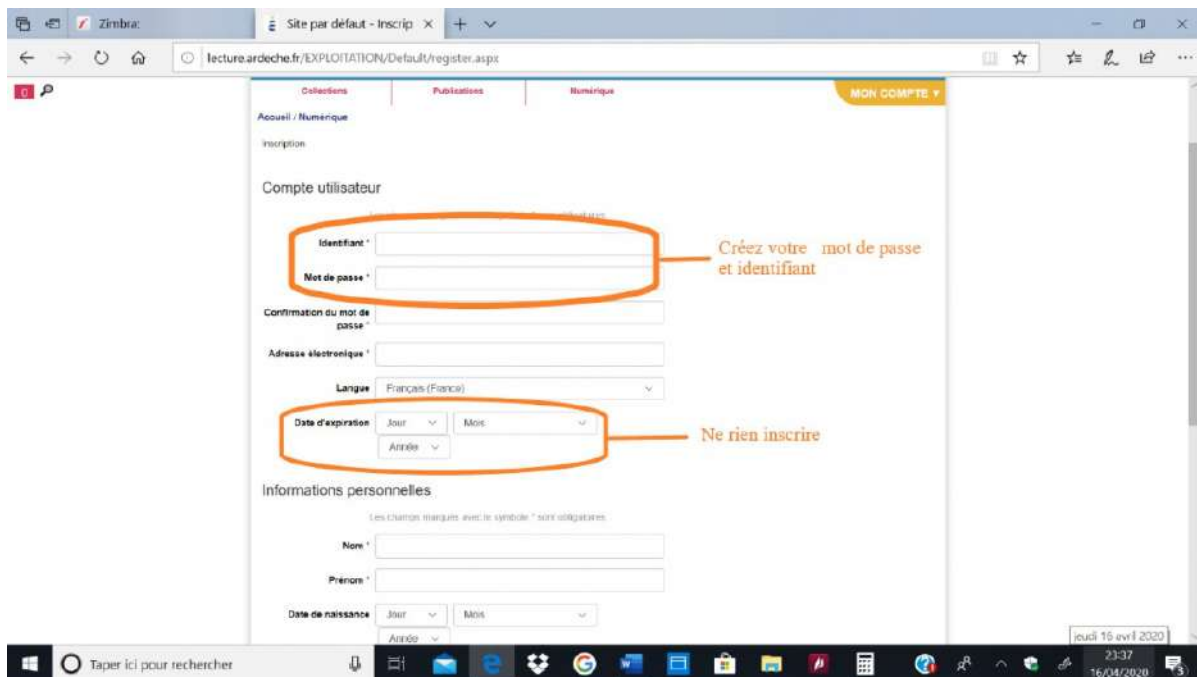 Zimbra:
Site par défaut - Inscrip
lecture.ardeche.fr/EXPLOITATION/Default/register.aspx
0
Collections Publications Numérique MON COMPTE
Accueil / Numérique
Inscription
Compte utilisateur
Identifiant *
Mot de passe *
Créez votre mot de passe
et identifiant
Confirmation du mot de
passe *
Adresse électronique *
Langue Français (France)
Date d'expiration Jour Mois
Année
Ne rien inscrire
Informations personnelles
Les champs marqués avec le symbole * sont obligatoires
Nom *
Prénom *
Date de naissance Jour Mois
Année
jeudi 16 avril 2020
Taper ici pour rechercher
23:37
16/04/2020
3